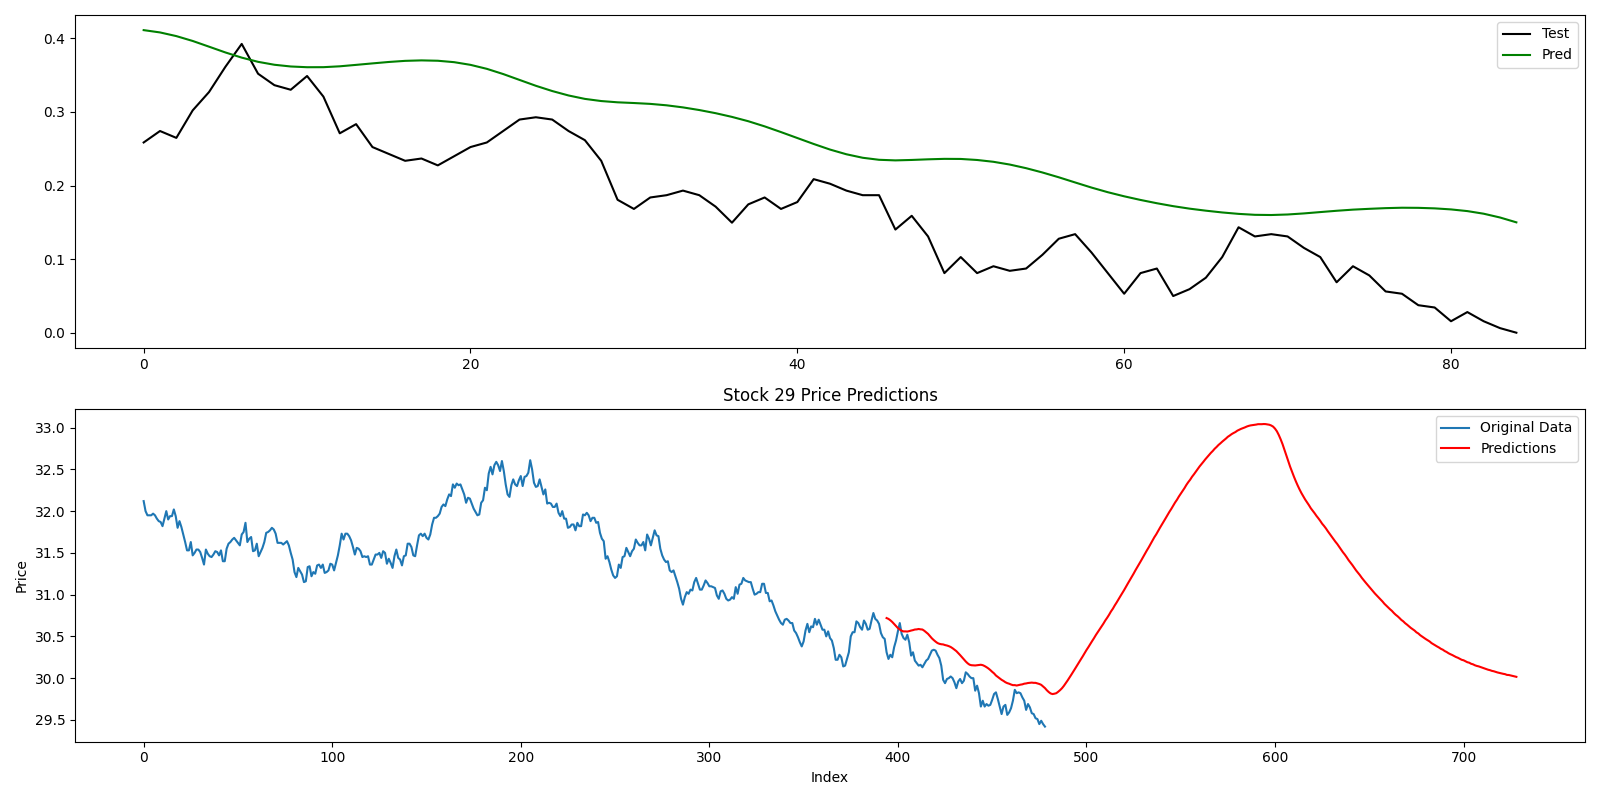 0.4
0.3
0.2
0.1
0.0
Test
Pred
0 20 40 60 80
Stock 29 Price Predictions
33.0
32.5
32.0
31.5
31.0
30.5
30.0
29.5
Price
Original Data
Predictions
0 100 200 300 400 500 600 700
Index